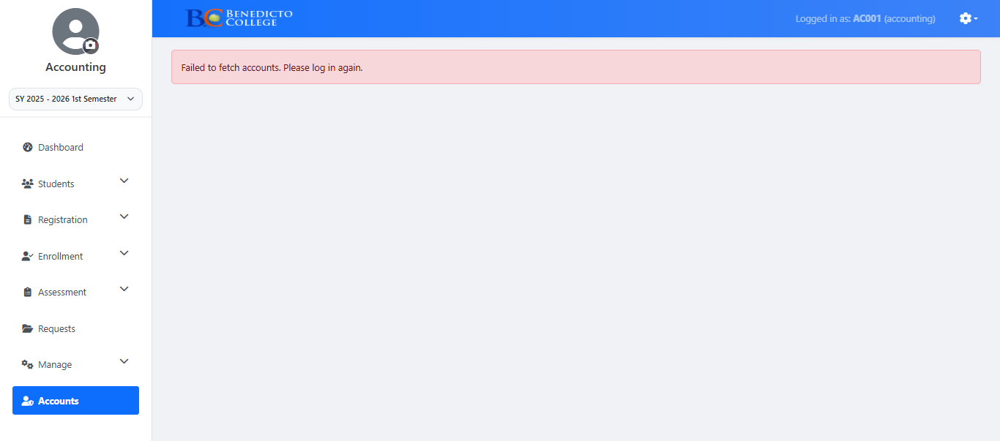 Accounting
SY 2025 - 2026 1st Semester
Dashboard
Students
Registration
Enrollment
Assessment
Requests
Manage
Accounts
BC BENEDICTO
COLLEGE
Logged in as: AC001 (accounting)
Failed to fetch accounts. Please log in again.